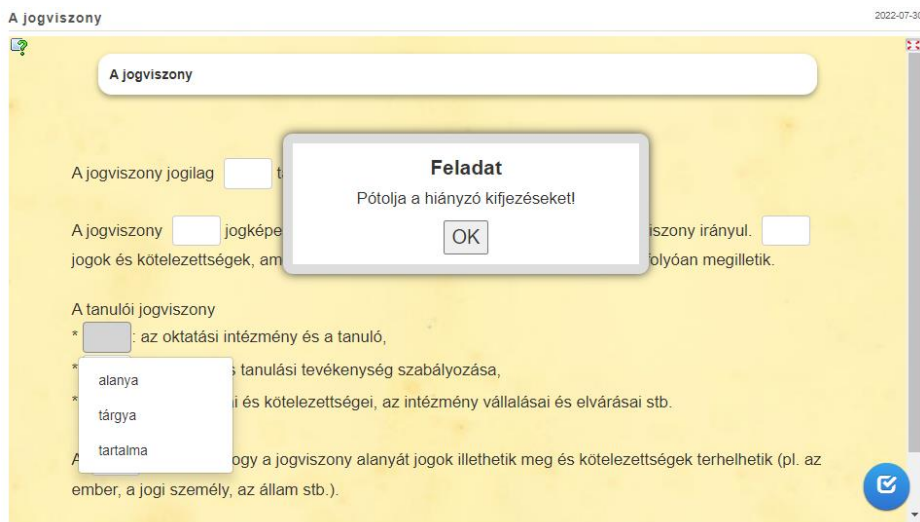 A jogviszony
2022-07-30
A jogviszony
A jogviszony jogilag
Feladat
Pótolja a hiányzó kifjezéseket!
OK
A jogviszony jogképe iszony irányul.
jogok és kötelezettségek, am folyóan megilletik.
A tanulói jogviszony
* : az oktatási intézmény és a tanuló,
* s tanulási tevékenység szabályozása,
* i és kötelezettségei, az intézmény vállalásai és elvárásai stb.
alanya
tárgya
tartalma
A ogy a jogviszony alanyát jogok illethetik meg és kötelezettségek terhelhetik (pl. az
ember, a jogi személy, az állam stb.).